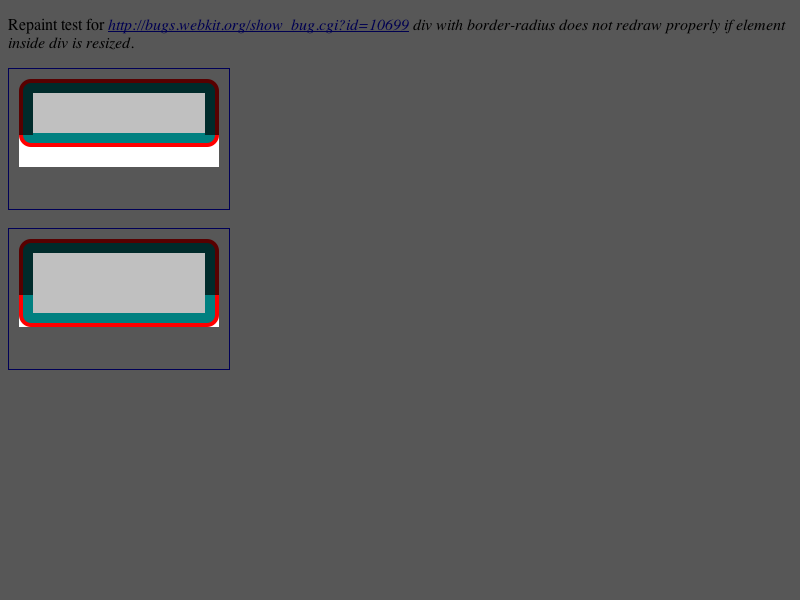 Repaint test for http://bugs.webkit.org/show_bug.cgi?id=10699 div with border-radius does not redraw properly if element
inside div is resized.